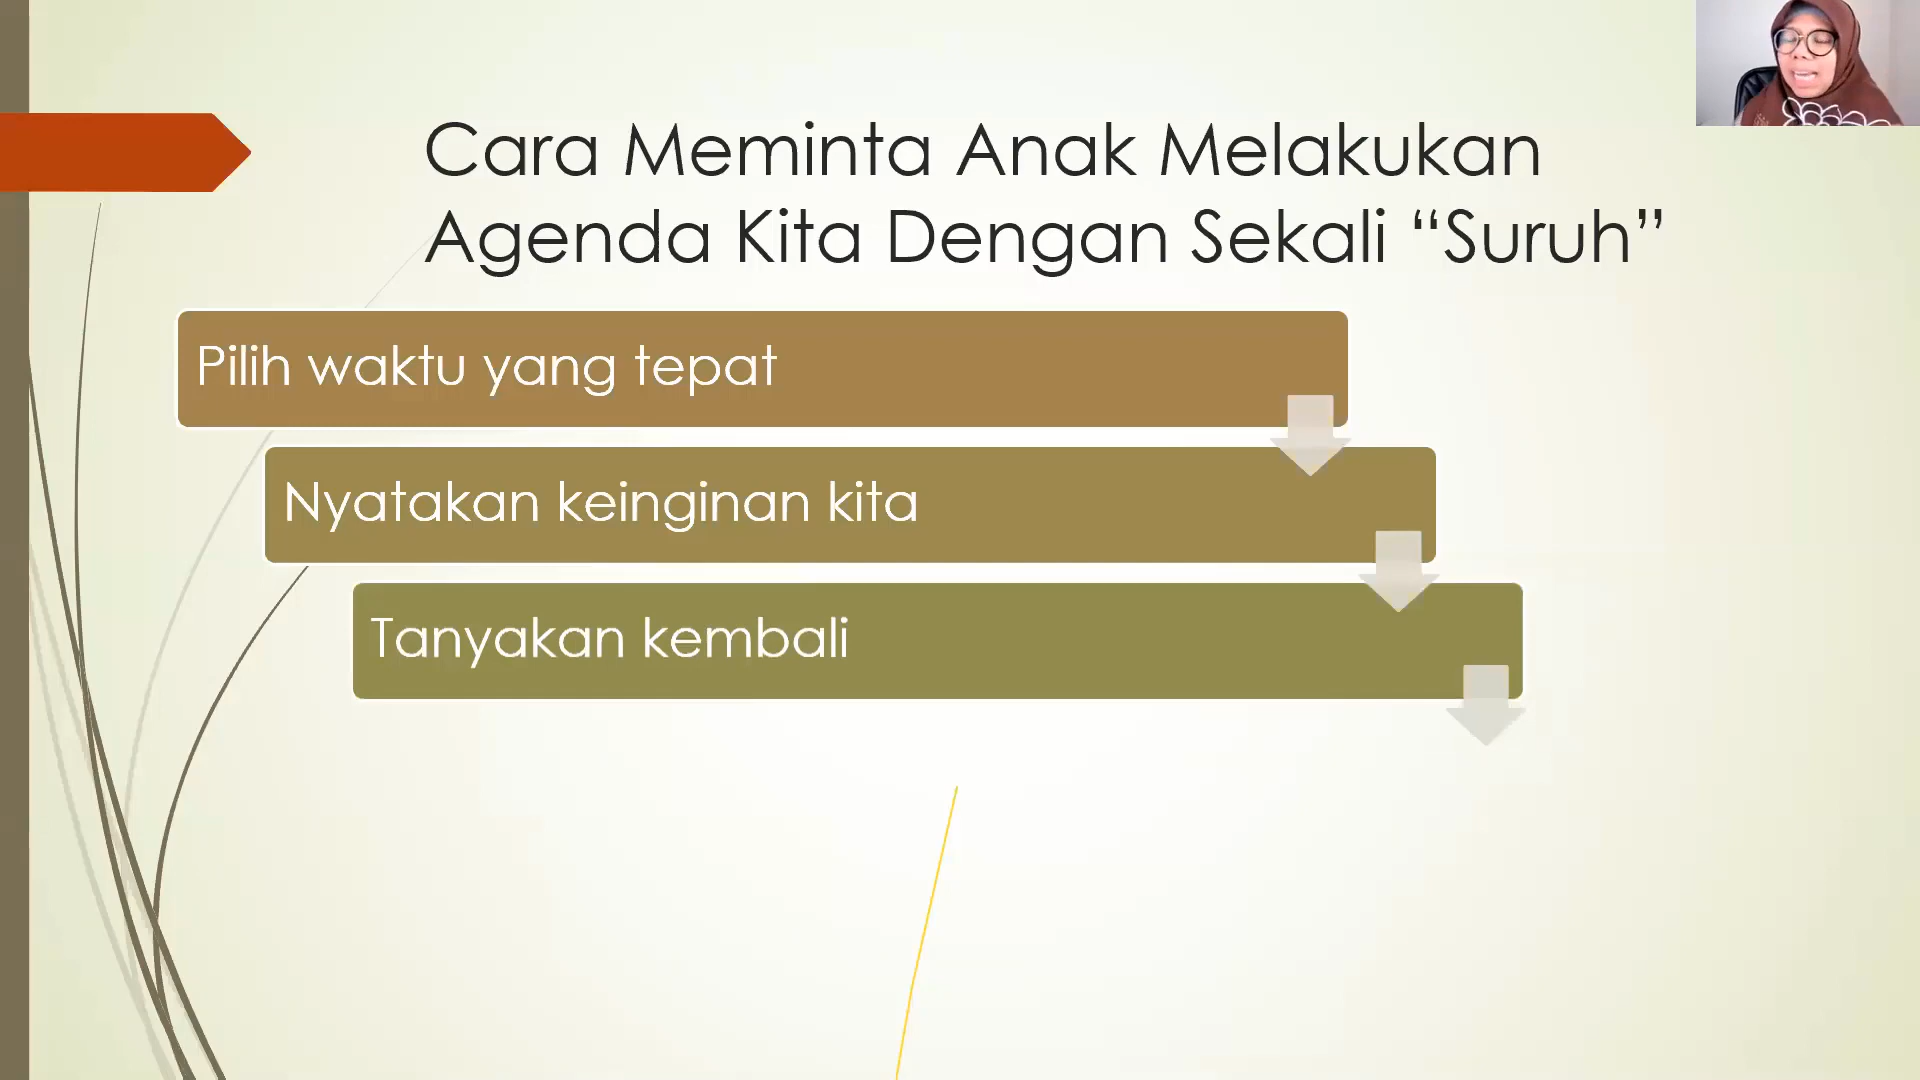 Cara Meminta Anak Melakukan
Agenda Kita Dengan Sekali “Suruh”
Pilih waktu yang tepat
Nyatakan keinginan kita
Tanyakan kembali